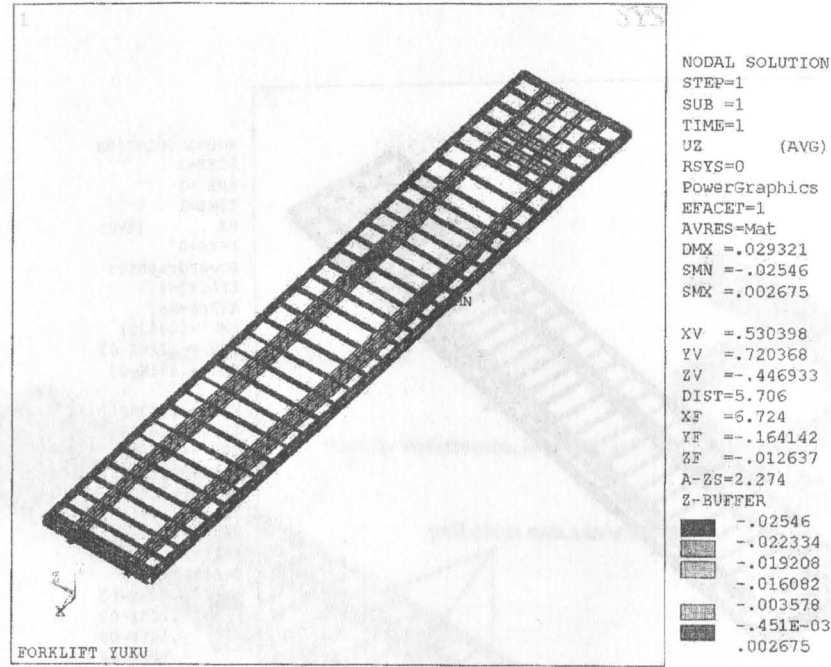 1
SYS
NODAL SOLUTION
STEP=1
SUB =1
TIME=1
UZ (AVG)
RSYS=0
PowerGraphics
EFACET=1
AVRES=Mat
DMX =.029321
SMN =-.02546
SMX =.002675
XV =.530398
YV =.720368
ZV =-.446933
DIST=5.706
XF =6.724
YF =-.164142
ZF =-.012637
A-ZS=2.274
Z-BUFFER
-.02546
-.022334
-.019208
-.016082
-.003578
-.451E-03
.002675
FORKLIFT YUKU